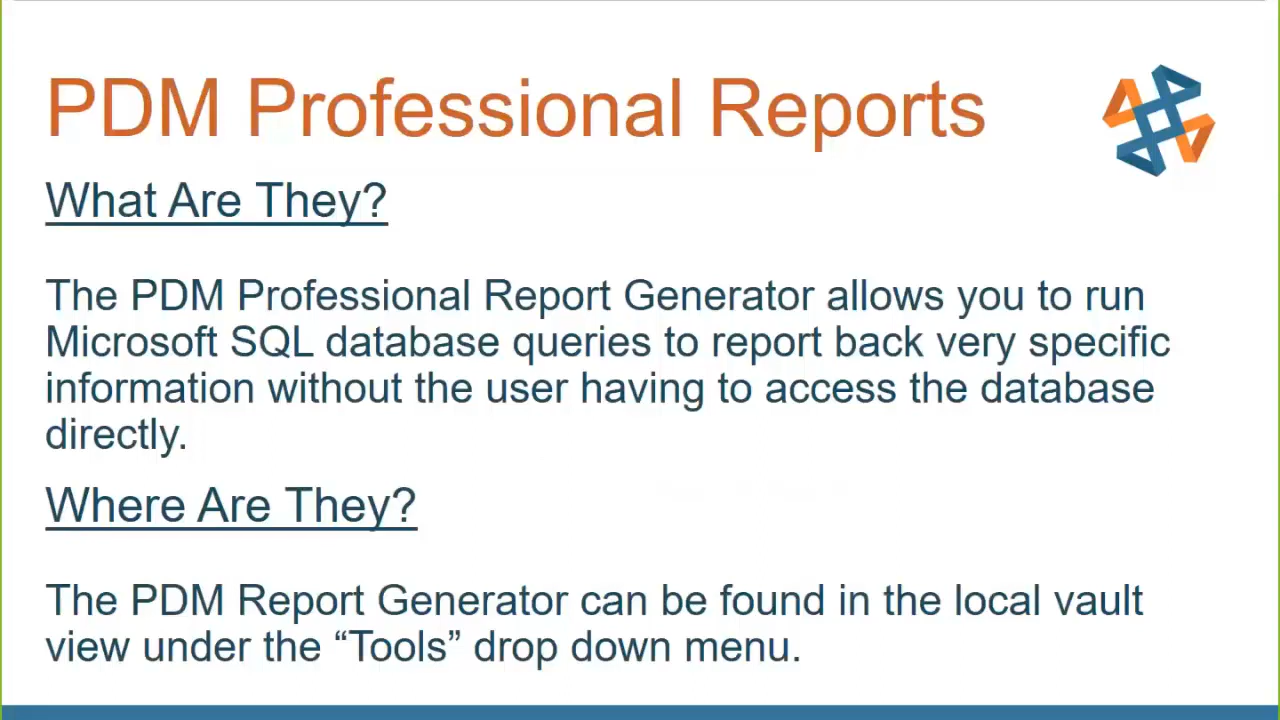 PDM Professional Reports
What Are They?
The PDM Professional Report Generator allows you to run
Microsoft SQL database queries to report back very specific
information without the user having to access the database
directly.
Where Are They?
The PDM Report Generator can be found in the local vault
view under the “Tools” drop down menu.